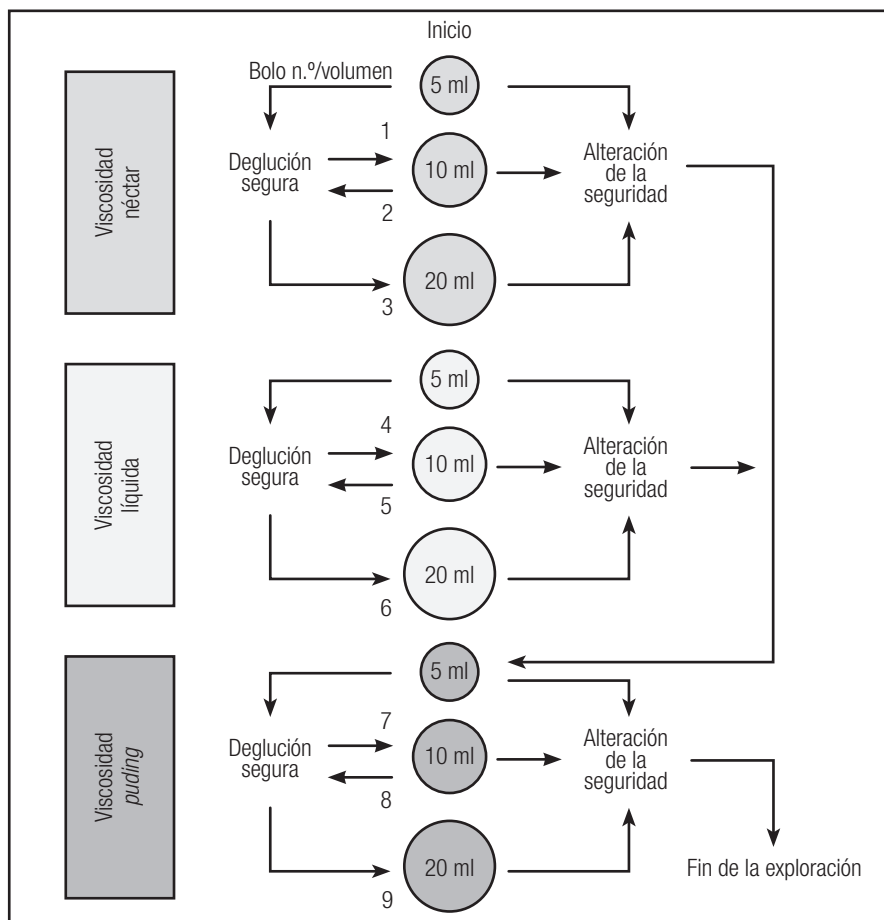 Inicio
Bolo n.º/volumen
5 ml
1
Viscosidad
néctar
Deglución
segura
10 ml
Alteración
de la
seguridad
2
20 ml
3
5 ml
4
Viscosidad
líquida
Deglución
segura
10 ml
Alteración
de la
seguridad
5
20 ml
6
5 ml
7
Viscosidad
puding
Deglución
segura
10 ml
Alteración
de la
seguridad
8
20 ml
9
Fin de la exploración